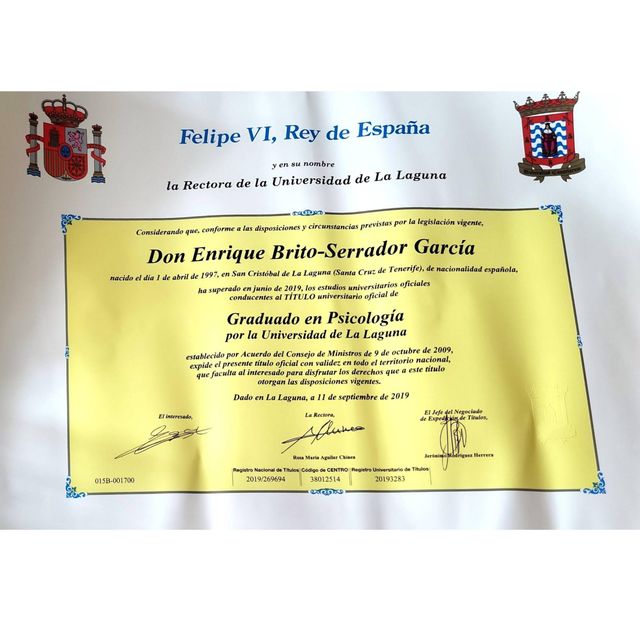 Felipe VI, Rey de España
y en su nombre
la Rectora de la Universidad de La Laguna
Considerando que, conforme a las disposiciones y circunstancias previstas por la legislación vigente,
Don Enrique Brito-Serrador García
nacido el día 1 de abril de 1997, en San Cristóbal de La Laguna (Santa Cruz de Tenerife), de nacionalidad española,
ha superado en junio de 2019, los estudios universitarios oficiales
conducentes al TÍTULO universitario oficial de
Graduado en Psicología
por la Universidad de La Laguna
establecido por Acuerdo del Consejo de Ministros de 9 de octubre de 2009,
expide el presente título oficial con validez en todo el territorio nacional,
que faculta al interesado para disfrutar los derechos que a este título
otorgan las disposiciones vigentes.
Dado en La Laguna, a 11 de septiembre de 2019
El interesado,
La Rectora,
El Jefe del Negociado
de Expedición de Títulos,
Rosa María Aguilar Chinea
Jerónimo Rodríguez Herrera
Registro Nacional de Títulos Código de CENTRO Registro Universitario de Títulos
015B-001700 2019/269694 38012514 20193283